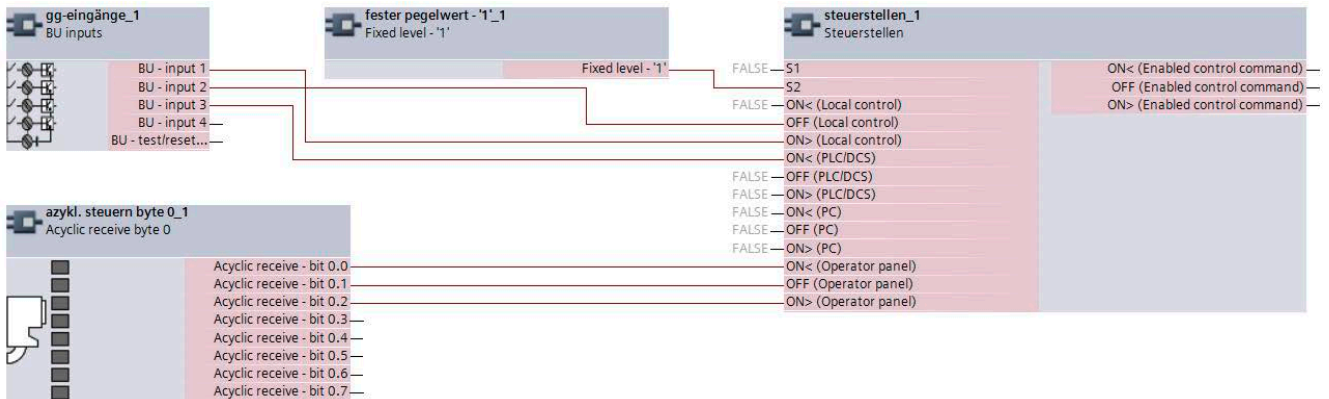 gg-eingänge_1
BU inputs
BU - input 1
BU - input 2
BU - input 3
BU - input 4
BU - test/reset...
fester pegelwert - '1'_1
Fixed level - '1'
Fixed level - '1'
steuerstellen_1
Steuerstellen
FALSE S1
S2
FALSE ON< (Local control)
OFF (Local control)
ON> (Local control)
ON< (PLC/DCS)
FALSE OFF (PLC/DCS)
FALSE ON> (PLC/DCS)
FALSE ON< (PC)
FALSE OFF (PC)
FALSE ON> (PC)
ON< (Operator panel)
OFF (Operator panel)
ON> (Operator panel)
ON< (Enabled control command)
OFF (Enabled control command)
ON> (Enabled control command)
azykl. steuern byte 0_1
Acyclic receive byte 0
Acyclic receive - bit 0.0
Acyclic receive - bit 0.1
Acyclic receive - bit 0.2
Acyclic receive - bit 0.3
Acyclic receive - bit 0.4
Acyclic receive - bit 0.5
Acyclic receive - bit 0.6
Acyclic receive - bit 0.7